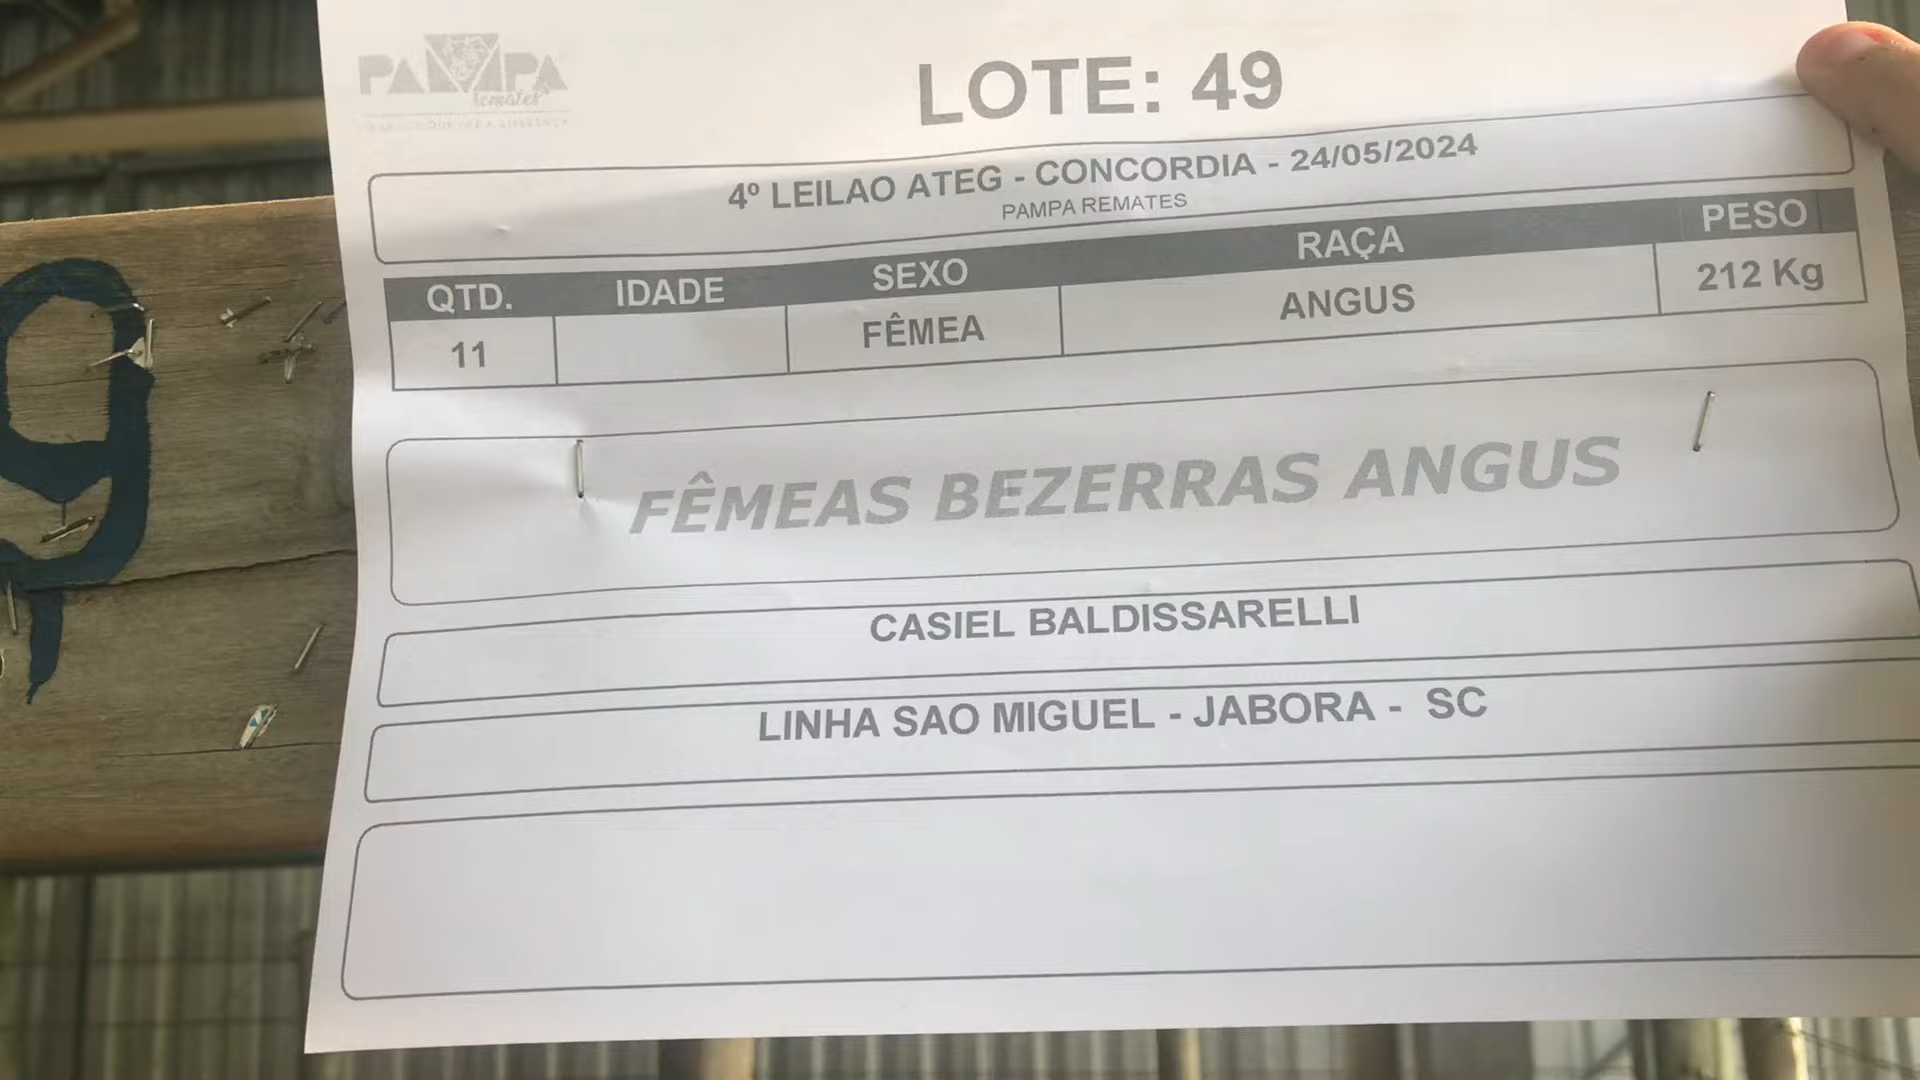 PAMPA
remates
LOTE: 49
4º LEILAO ATEG - CONCORDIA - 24/05/2024
PAMPA REMATES
QTD. IDADE SEXO RAÇA PESO
11 FÊMEA ANGUS 212 Kg
FÊMEAS BEZERRAS ANGUS
CASIEL BALDISSARELLI
LINHA SAO MIGUEL - JABORA - SC
9